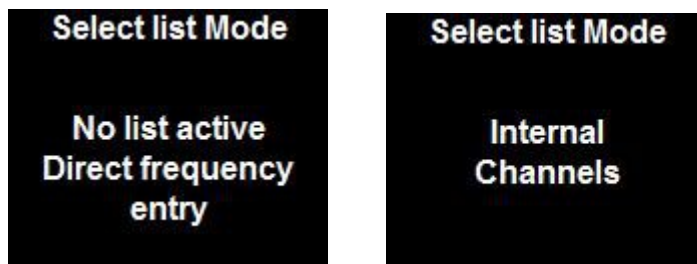 Select list Mode
No list active
Direct frequency
entry
Select list Mode
Internal
Channels